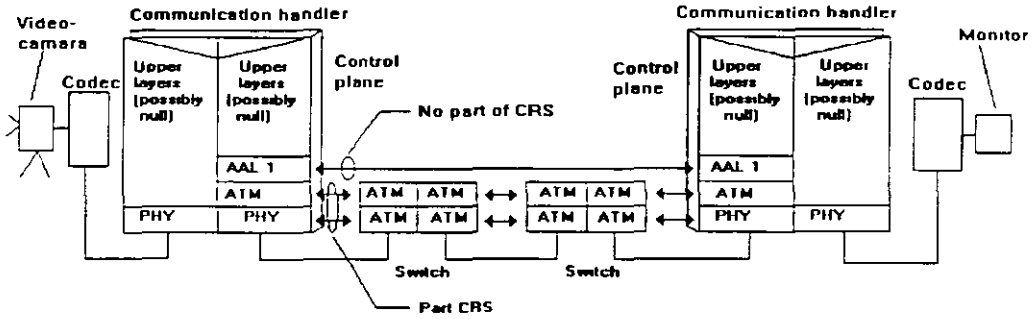 Video-
camara
Communication handler
Communication handler
Monitor
Codec
Upper
layers
(possibly
null)
Upper
layers
(possibly
null)
Control
plane
Control
plane
Upper
layers
(possibly
null)
Upper
layers
(possibly
null)
Codec
No part of CRS
AAL 1
AAL 1
ATM
ATM ATM
ATM ATM
ATM
PHY PHY
ATM ATM
ATM ATM
PHY PHY
Switch
Switch
Part CRS